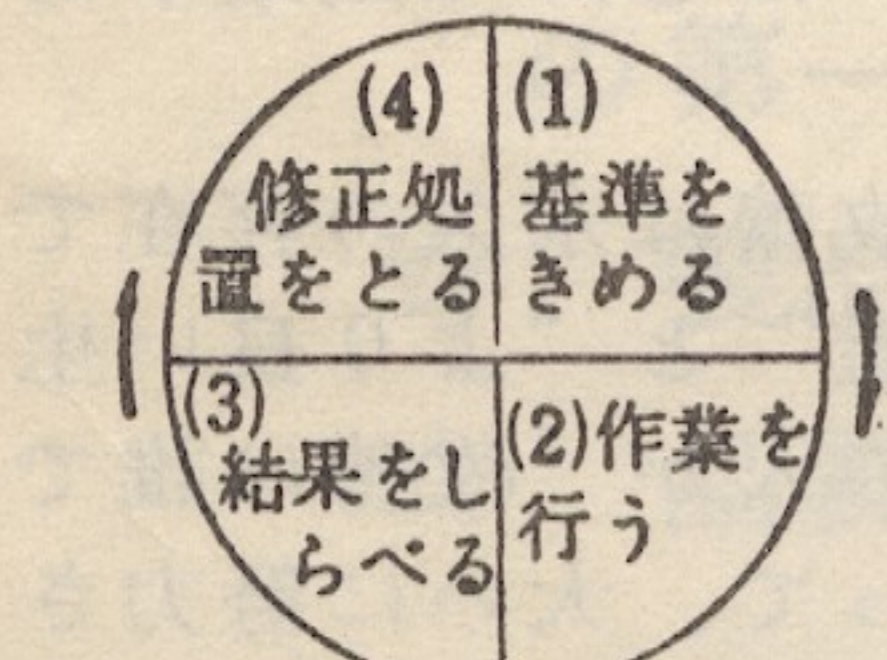 (1)
基準を
きめる
(2)作業を
行う
(3)
結果をし
らべる
(4)
修正処
置をとる